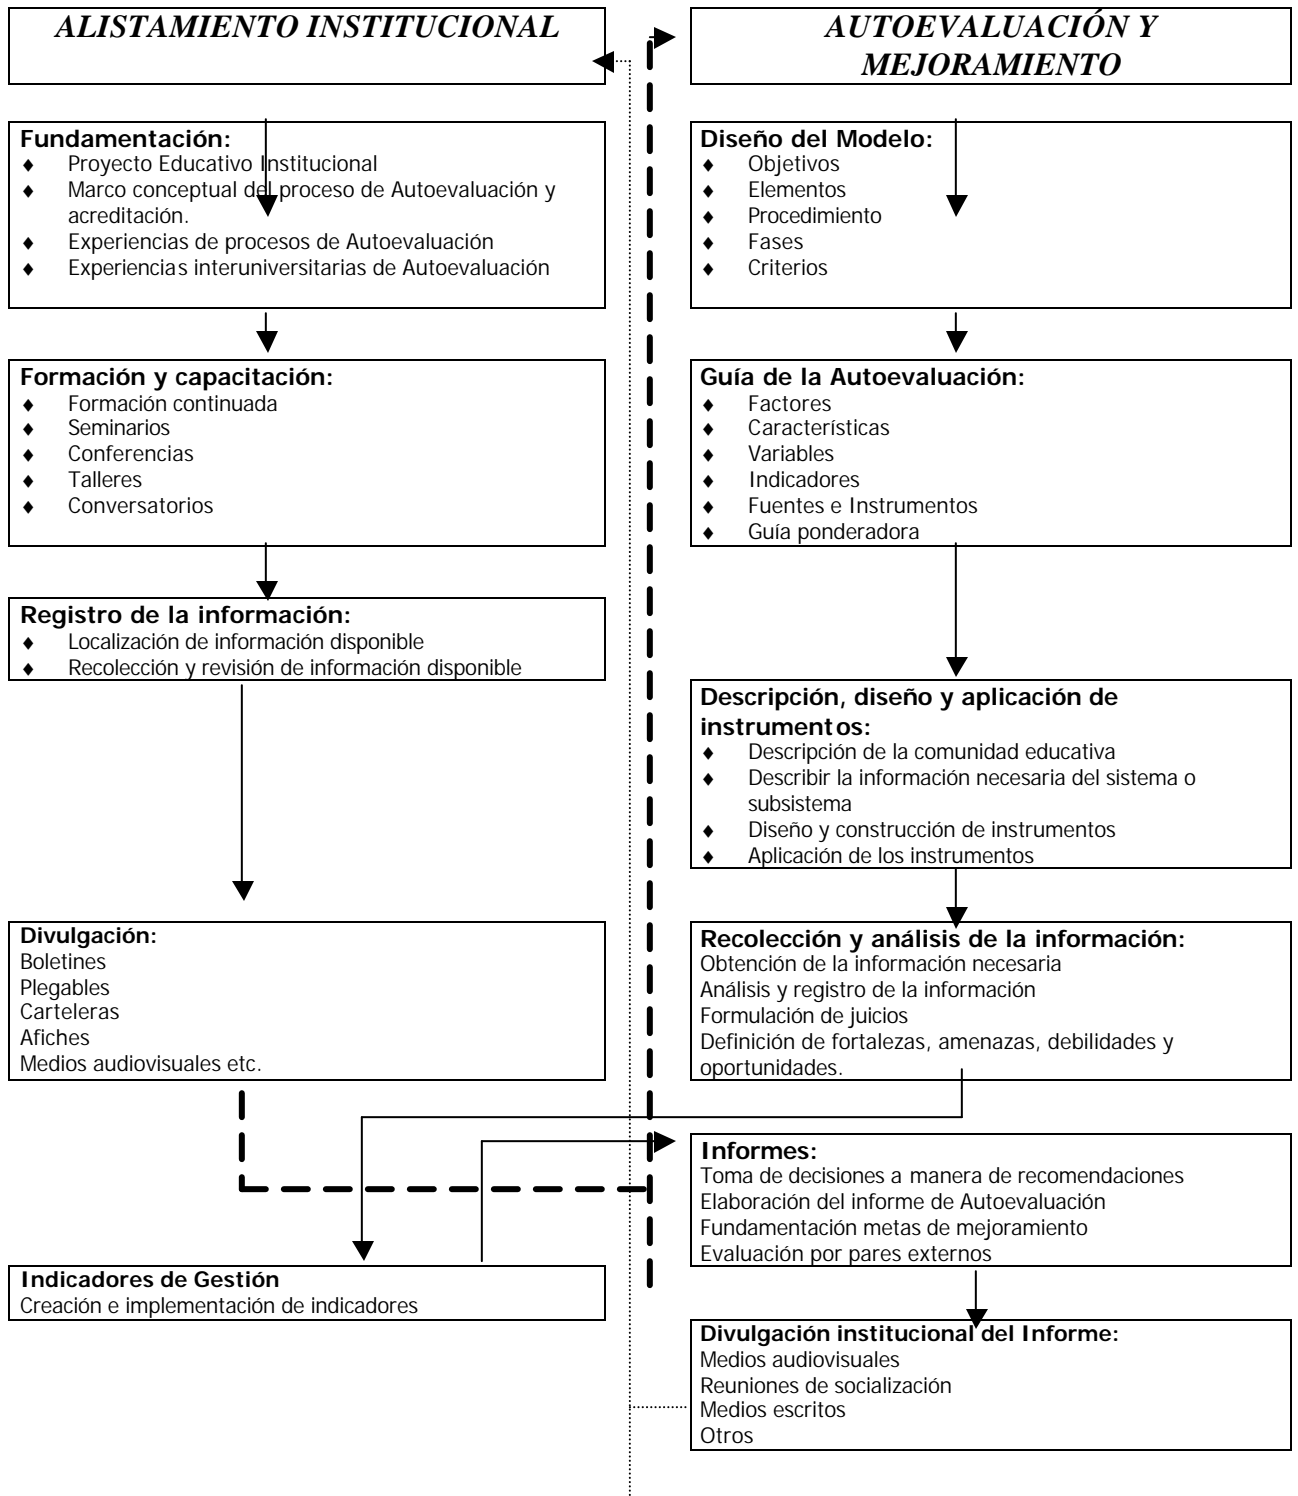 ALISTAMIENTO INSTITUCIONAL
Fundamentación:
♦ Proyecto Educativo Institucional
♦ Marco conceptual del proceso de Autoevaluación y
acreditación.
♦ Experiencias de procesos de Autoevaluación
♦ Experiencias interuniversitarias de Autoevaluación
Formación y capacitación:
♦ Formación continuada
♦ Seminarios
♦ Conferencias
♦ Talleres
♦ Conversatorios
Registro de la información:
♦ Localización de información disponible
♦ Recolección y revisión de información disponible
Divulgación:
Boletines
Plegables
Carteleras
Afiches
Medios audiovisuales etc.
Indicadores de Gestión
Creación e implementación de indicadores
AUTOEVALUACIÓN Y
MEJORAMIENTO
Diseño del Modelo:
♦ Objetivos
♦ Elementos
♦ Procedimiento
♦ Fases
♦ Criterios
Guía de la Autoevaluación:
♦ Factores
♦ Características
♦ Variables
♦ Indicadores
♦ Fuentes e Instrumentos
♦ Guía ponderadora
Descripción, diseño y aplicación de
instrumentos:
♦ Descripción de la comunidad educativa
♦ Describir la información necesaria del sistema o
subsistema
♦ Diseño y construcción de instrumentos
♦ Aplicación de los instrumentos
Recolección y análisis de la información:
Obtención de la información necesaria
Análisis y registro de la información
Formulación de juicios
Definición de fortalezas, amenazas, debilidades y
oportunidades.
Informes:
Toma de decisiones a manera de recomendaciones
Elaboración del informe de Autoevaluación
Fundamentación metas de mejoramiento
Evaluación por pares externos
Divulgación institucional del Informe:
Medios audiovisuales
Reuniones de socialización
Medios escritos
Otros